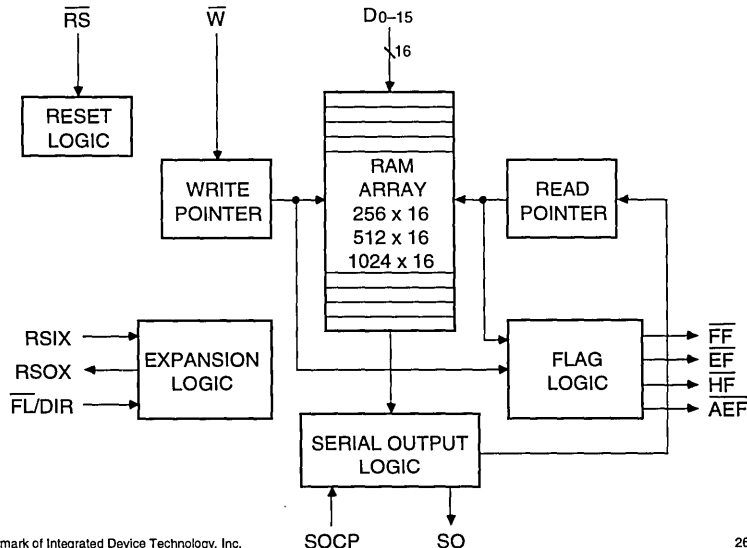 RS W D0–15
16
RESET
LOGIC
WRITE
POINTER
RAM
ARRAY
256 x 16
512 x 16
1024 x 16
READ
POINTER
RSIX
RSOX
FL/DIR
EXPANSION
LOGIC
FLAG
LOGIC
FF
EF
HF
AEF
SERIAL OUTPUT
LOGIC
SOCP SO
mark of Integrated Device Technology, Inc.
26